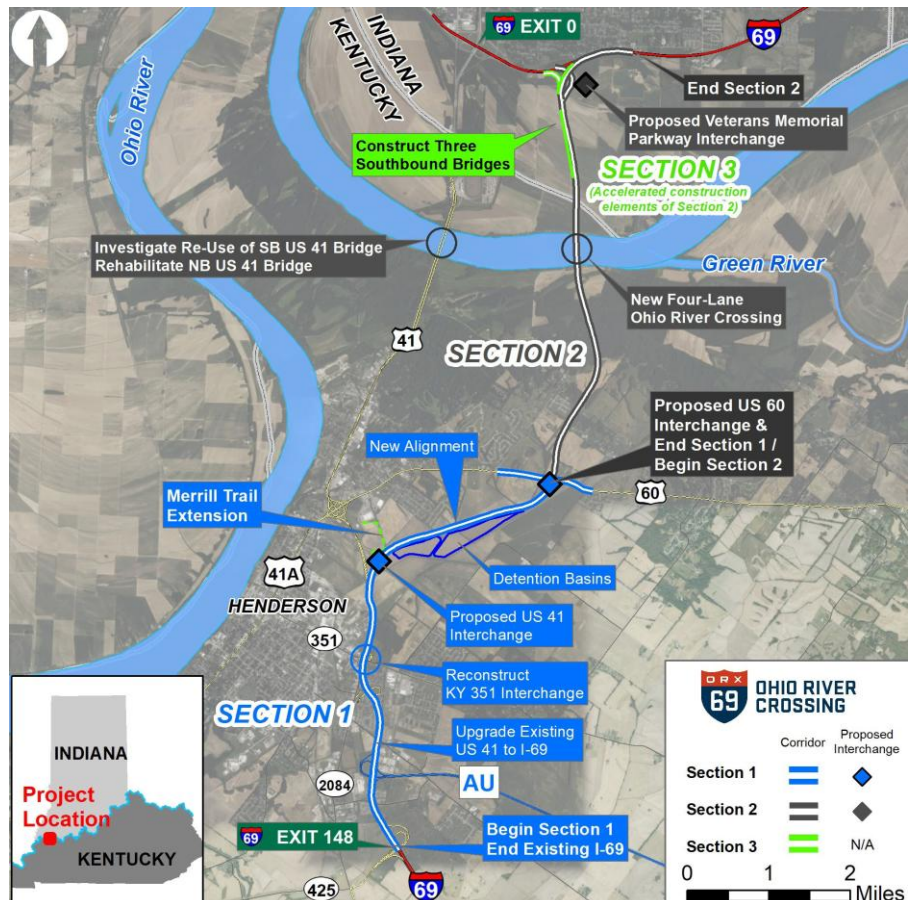 69 EXIT 0
69
INDIANA
KENTUCKY
Ohio River
End Section 2
Proposed Veterans Memorial
Parkway Interchange
Construct Three
Southbound Bridges
SECTION 3
(Accelerated construction
elements of Section 2)
Investigate Re-Use of SB US 41 Bridge
Rehabilitate NB US 41 Bridge
Green River
New Four-Lane
Ohio River Crossing
41
SECTION 2
Proposed US 60
Interchange &
End Section 1 /
Begin Section 2
New Alignment
60
Merrill Trail
Extension
Detention Basins
41A
HENDERSON
Proposed US 41
Interchange
351
Reconstruct
KY 351 Interchange
SECTION 1
Upgrade Existing
US 41 to I-69
2084
AU
69 EXIT 148
Begin Section 1
End Existing I-69
425
69
INDIANA
Project
Location
KENTUCKY
ORX
69
OHIO RIVER
CROSSING
Corridor
Proposed
Interchange
Section 1
Section 2
Section 3
N/A
0 1 2
Miles